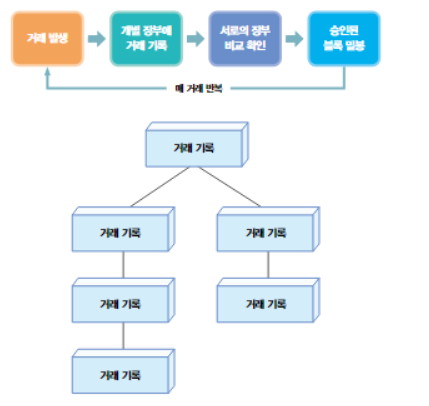 거래 발생
개별 장부에
거래 기록
서로의 장부
비교 확인
승인된
블록 밀봉
매 거래 반복
거래 기록
거래 기록
거래 기록
거래 기록
거래 기록
거래 기록